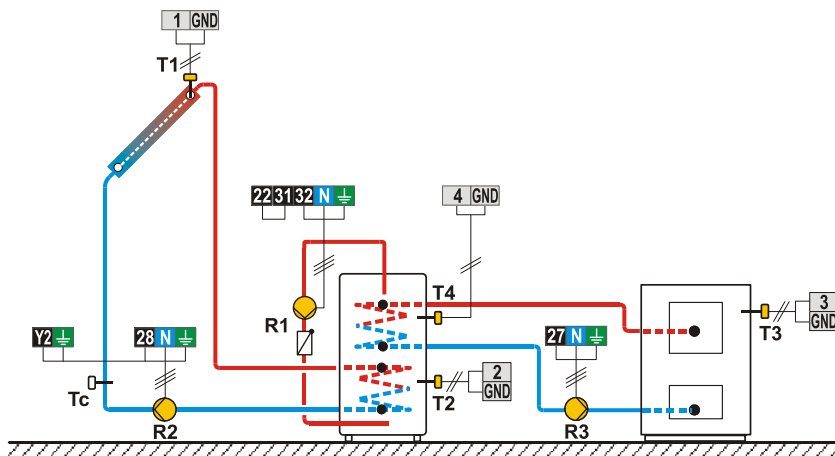 1 GND
T1
22 31 32 N
4 GND
T4
R1
3
GND
T3
Y2
28 N
27 N
2
GND
T2
Tc
R2
R3